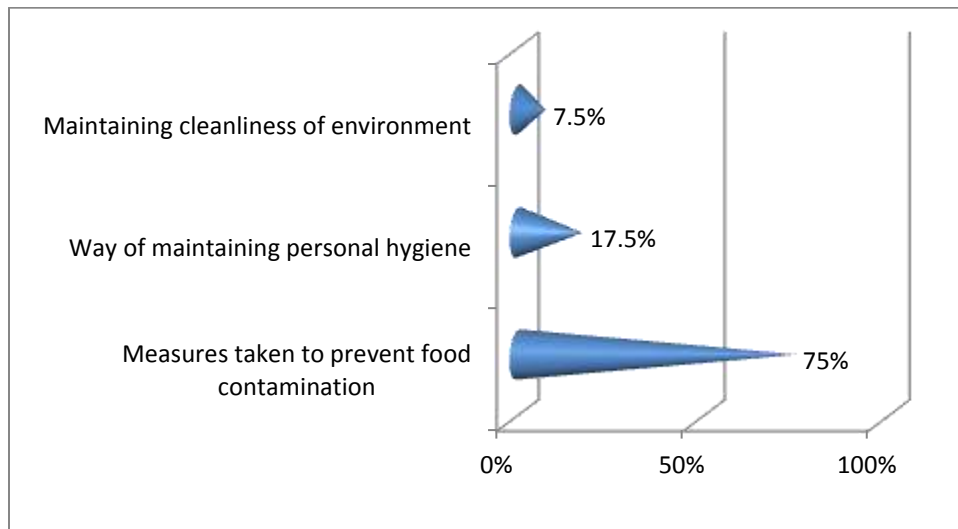 Maintaining cleanliness of environment
7.5%
Way of maintaining personal hygiene
17.5%
Measures taken to prevent food
contamination
75%
0%
50%
100%